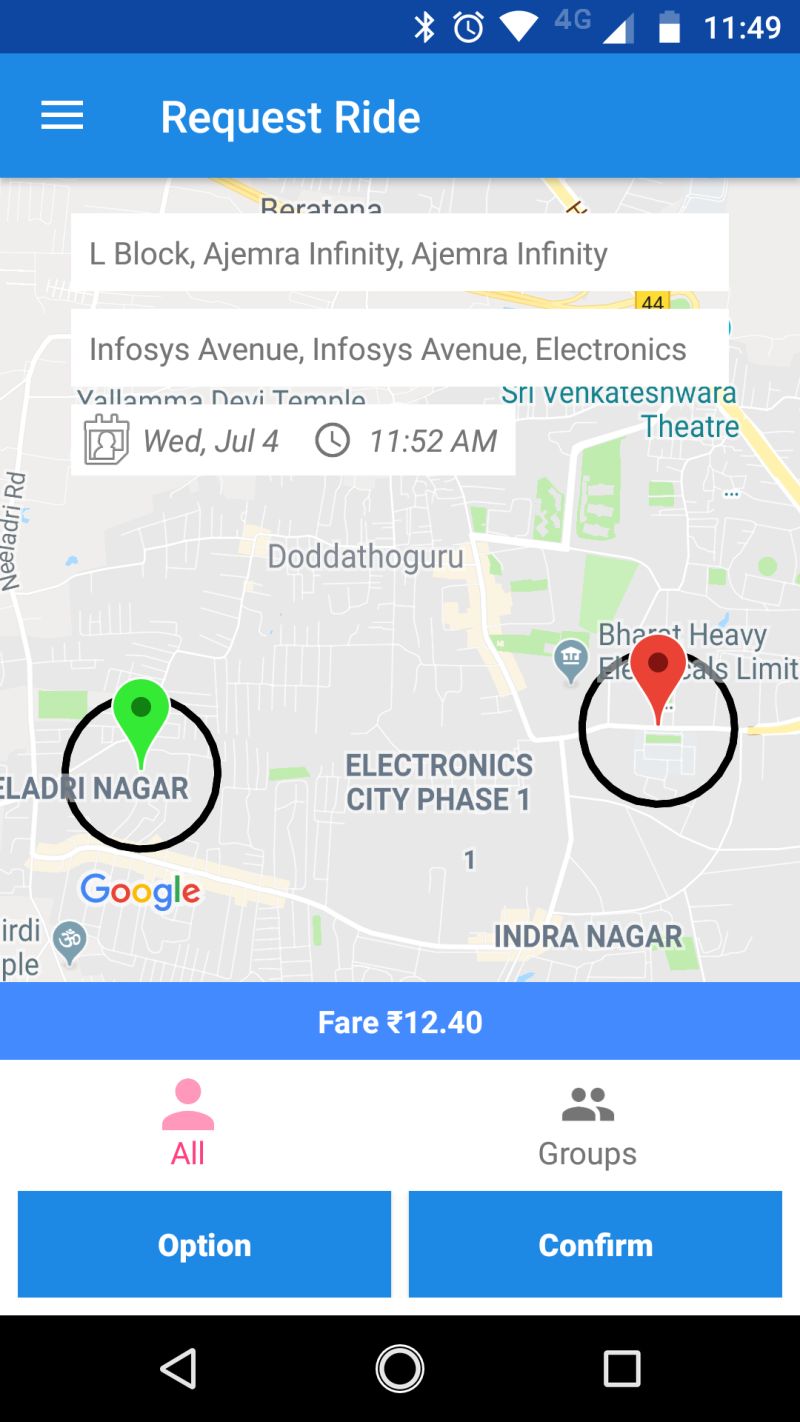 4G 11:49
Request Ride
Beratena
L Block, Ajemra Infinity, Ajemra Infinity
44
Infosys Avenue, Infosys Avenue, Electronics
Yallamma Devi Temple
Sri Venkateshwara
Theatre
Wed, Jul 4 11:52 AM
Neeladri Rd
Doddathoguru
Bharat Heavy
Electricals Limit
ELECTRONICS
CITY PHASE 1
ELADRI NAGAR
1
Google
irdi
ple
INDRA NAGAR
Fare ₹12.40
All
Groups
Option
Confirm